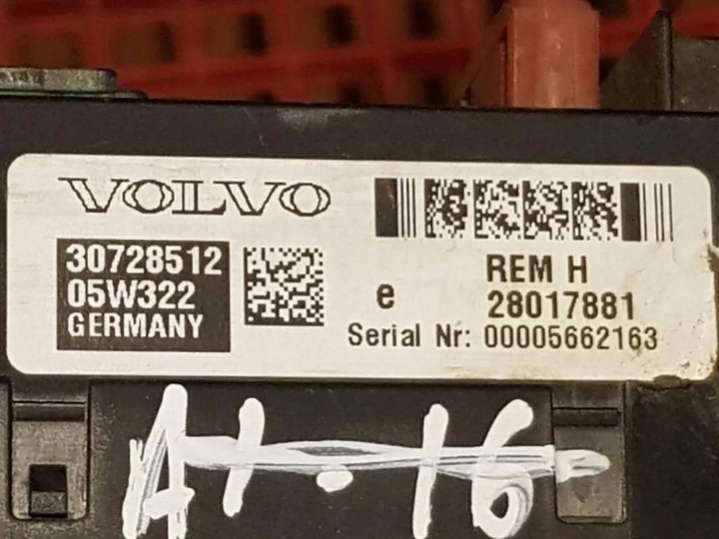 VOLVO
30728512
05W322
GERMANY
REM H
e 28017881
Serial Nr: 00005662163
A1.16